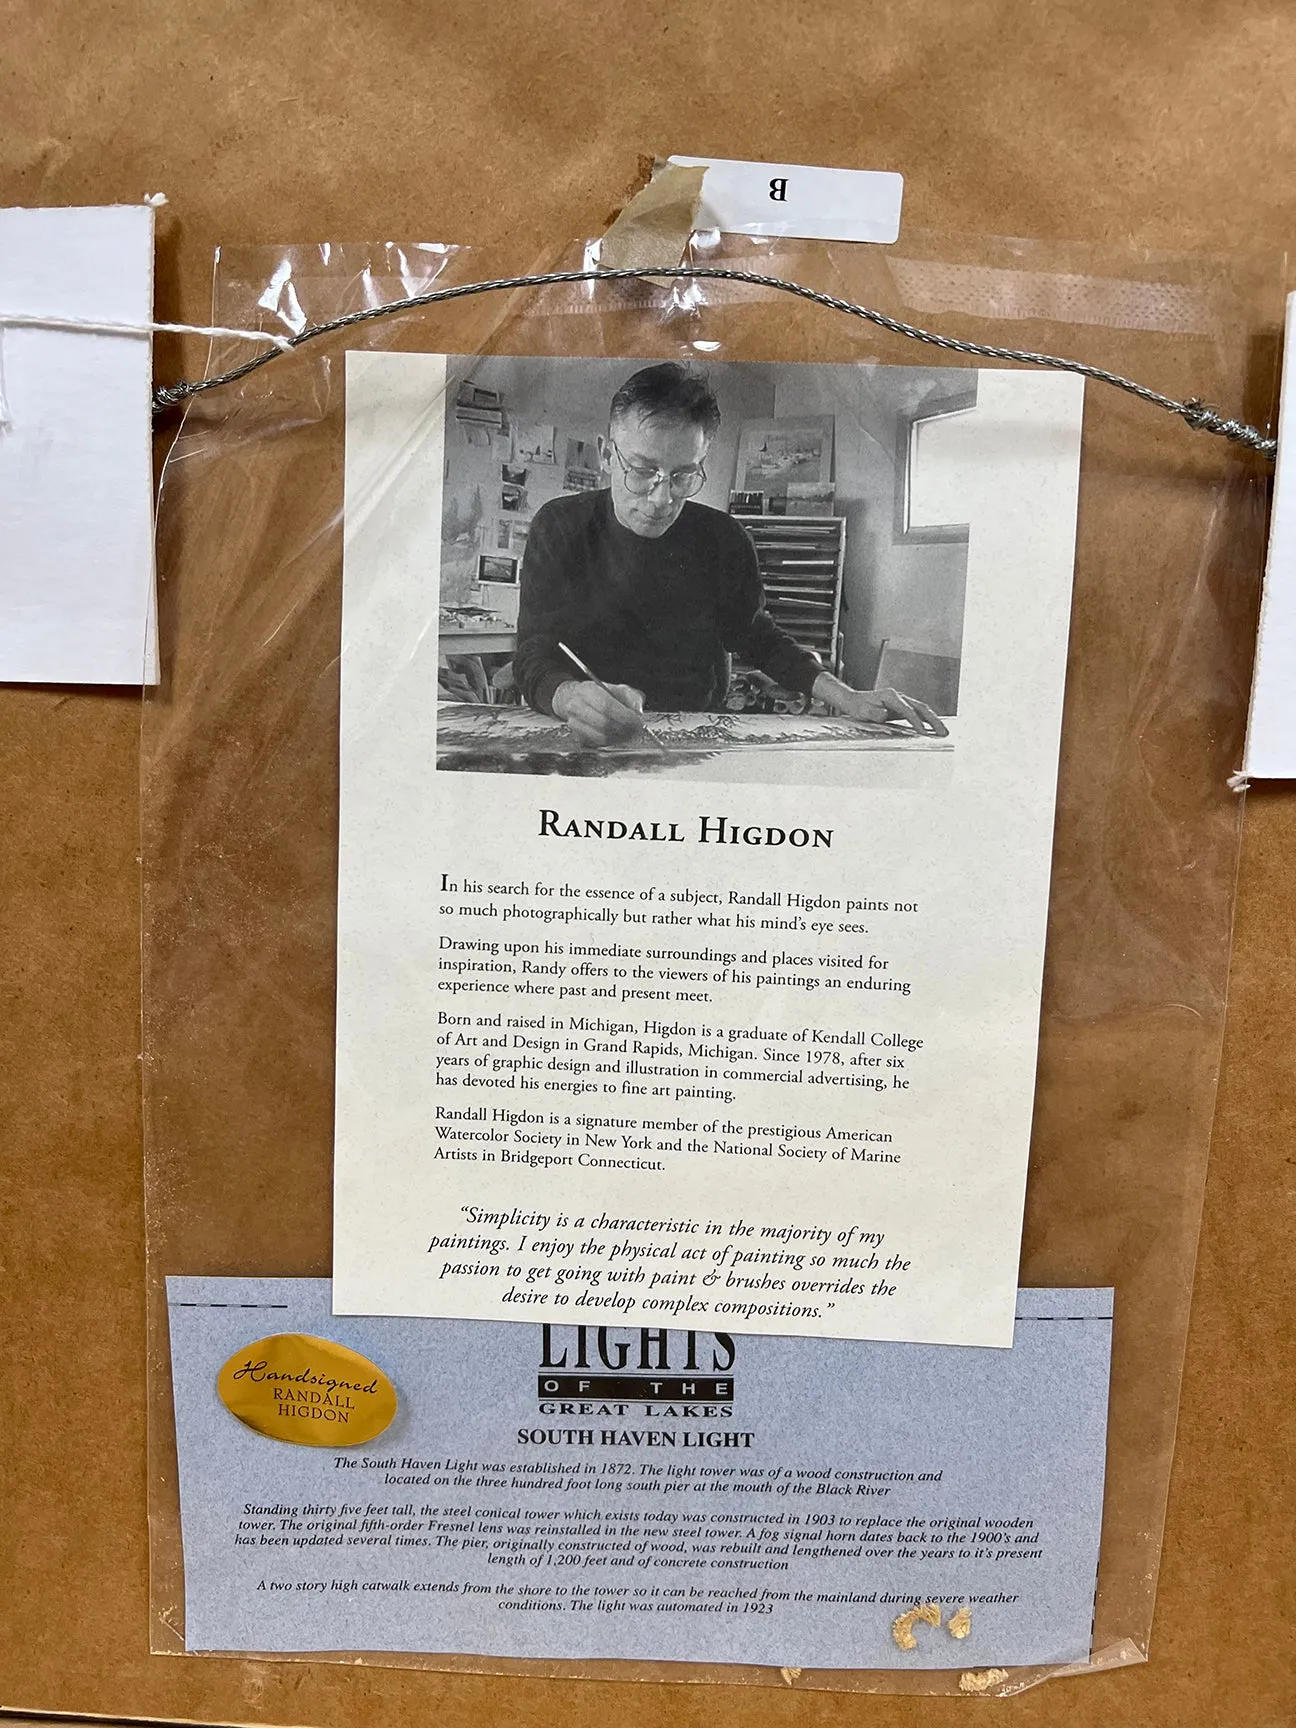 B
RANDALL HIGDON
In his search for the essence of a subject, Randall Higdon paints not
so much photographically but rather what his mind's eye sees.
Drawing upon his immediate surroundings and places visited for
inspiration, Randy offers to the viewers of his paintings an enduring
experience where past and present meet.
Born and raised in Michigan, Higdon is a graduate of Kendall College
of Art and Design in Grand Rapids, Michigan. Since 1978, after six
years of graphic design and illustration in commercial advertising, he
has devoted his energies to fine art painting.
Randall Higdon is a signature member of the prestigious American
Watercolor Society in New York and the National Society of Marine
Artists in Bridgeport Connecticut.
“Simplicity is a characteristic in the majority of my
paintings. I enjoy the physical act of painting so much the
passion to get going with paint & brushes overrides the
desire to develop complex compositions.”
LIGHTS
OF THE
GREAT LAKES
Handsigned
RANDALL
HIGDON
SOUTH HAVEN LIGHT
The South Haven Light was established in 1872. The light tower was of a wood construction and
located on the three hundred foot long south pier at the mouth of the Black River
Standing thirty five feet tall, the steel conical tower which exists today was constructed in 1903 to replace the original wooden
tower. The original fifth-order Fresnel lens was reinstalled in the new steel tower. A fog signal horn dates back to the 1900's and
has been updated several times. The pier, originally constructed of wood, was rebuilt and lengthened over the years to it's present
length of 1,200 feet and of concrete construction
A two story high catwalk extends from the shore to the tower so it can be reached from the mainland during severe weather
conditions. The light was automated in 1923